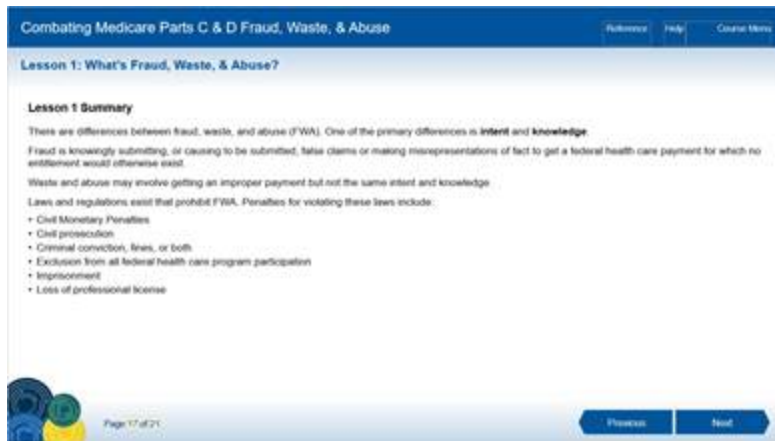 Combating Medicare Parts C & D Fraud, Waste, & Abuse
Reference Help Course Menu
Lesson 1: What's Fraud, Waste, & Abuse?
Lesson 1 Summary
There are differences between fraud, waste, and abuse (FWA). One of the primary differences is intent and knowledge.
Fraud is knowingly submitting, or causing to be submitted, false claims or making misrepresentations of fact to get a federal health care payment for which no
entitlement would otherwise exist.
Waste and abuse may involve getting an improper payment but not the same intent and knowledge.
Laws and regulations exist that prohibit FWA. Penalties for violating these laws include:
• Civil Monetary Penalties
• Civil prosecution
• Criminal conviction, fines, or both
• Exclusion from all federal health care program participation
• Imprisonment
• Loss of professional license
Page 17 of 21
Previous Next